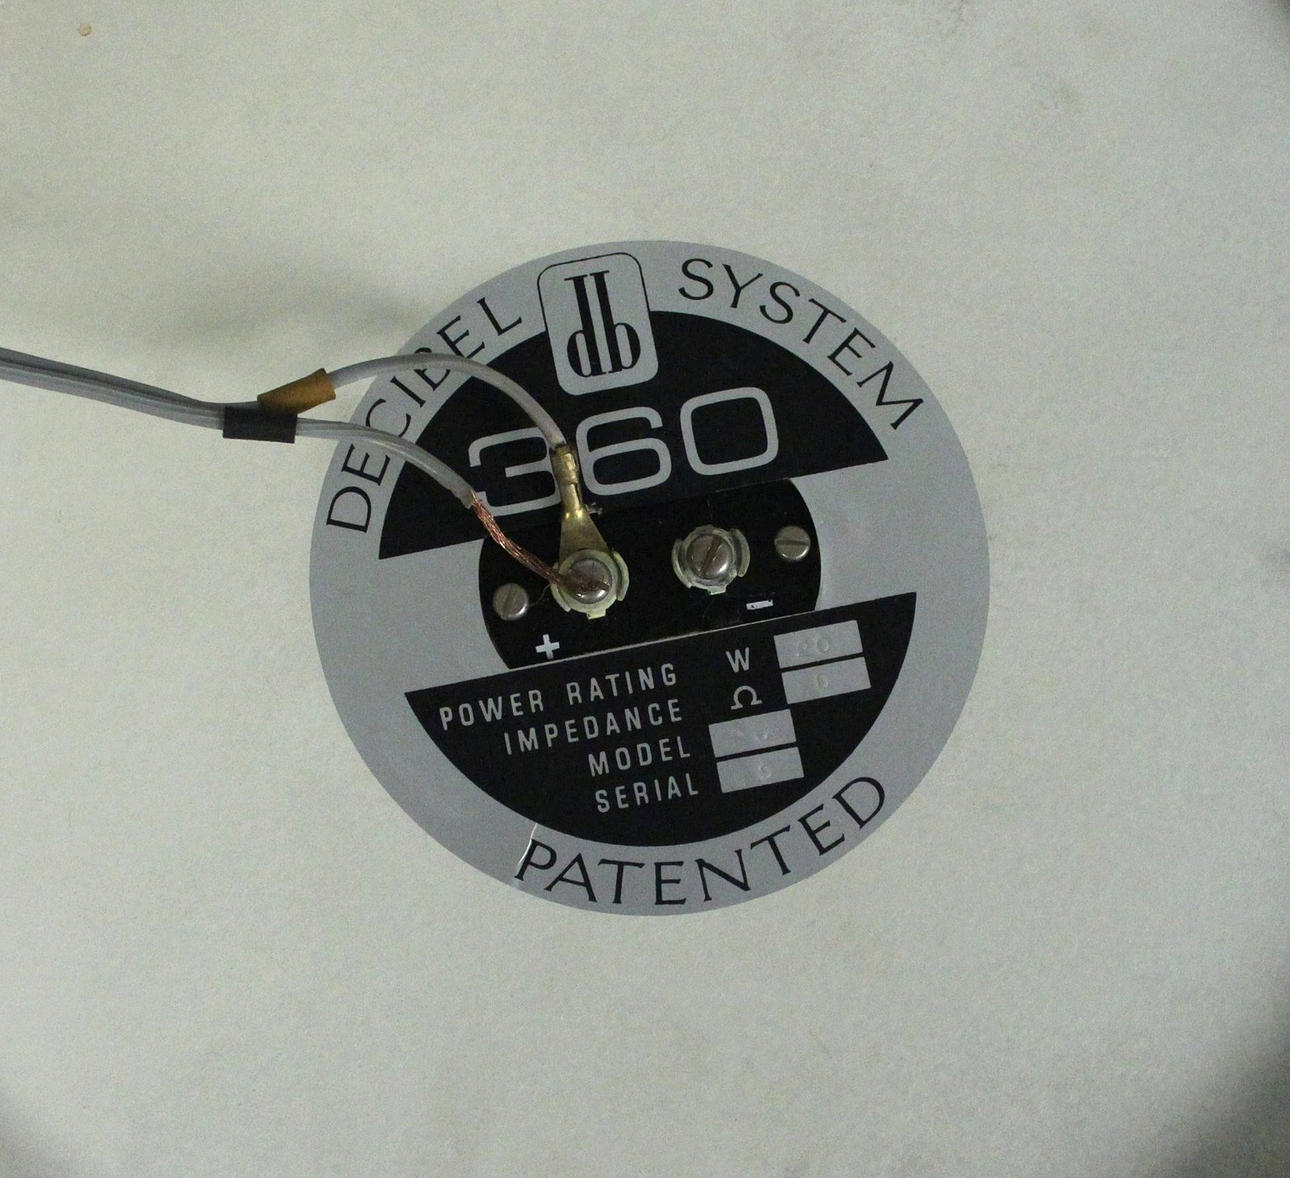 DECIBEL db SYSTEM
360
+ -
POWER RATING W
IMPEDANCE Ω
MODEL
SERIAL
PATENTED